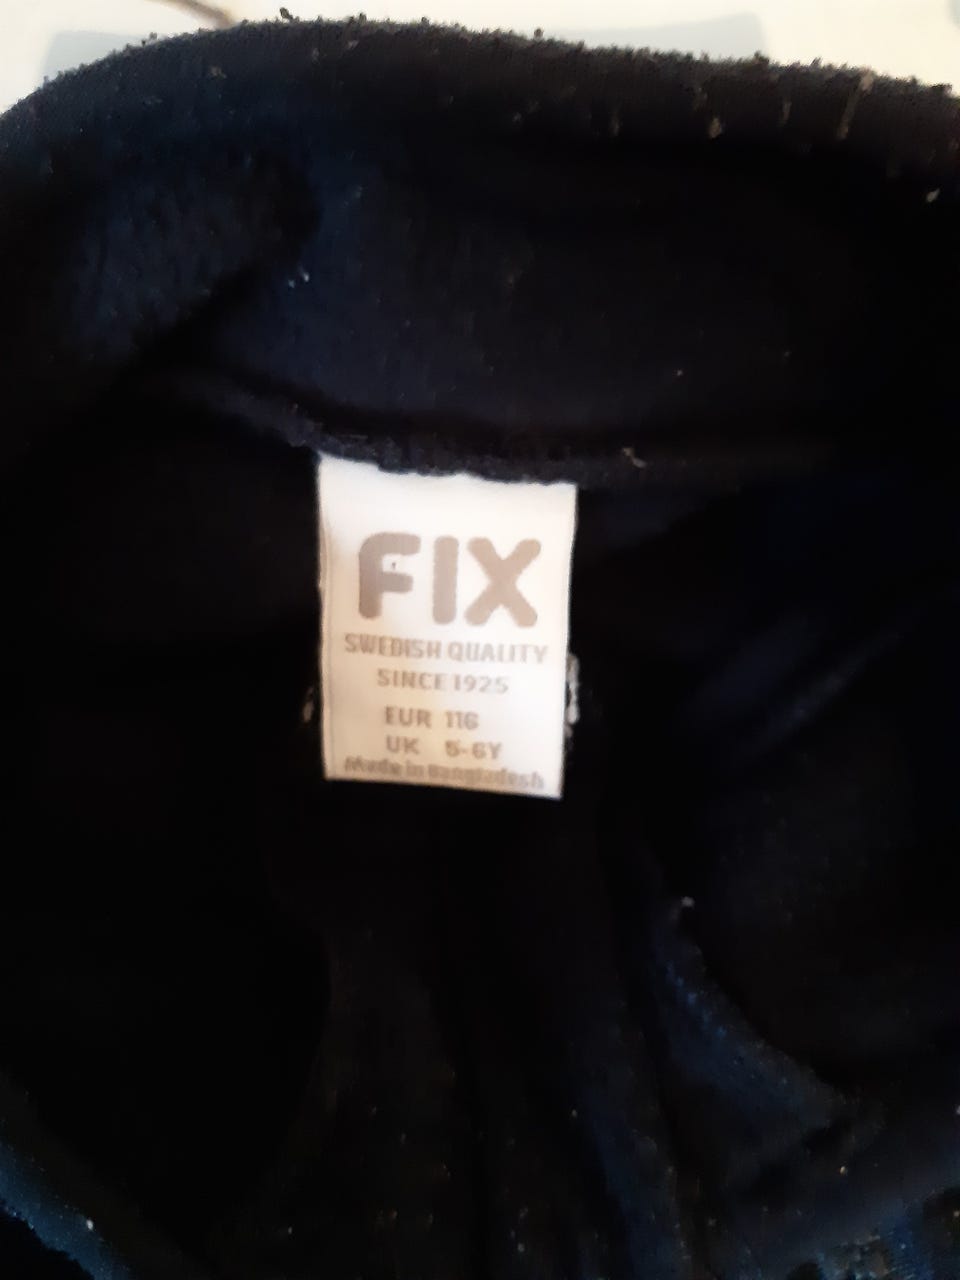 FIX
SWEDISH QUALITY
SINCE 1925
EUR 116
UK 5-6Y
Made in Bangladesh